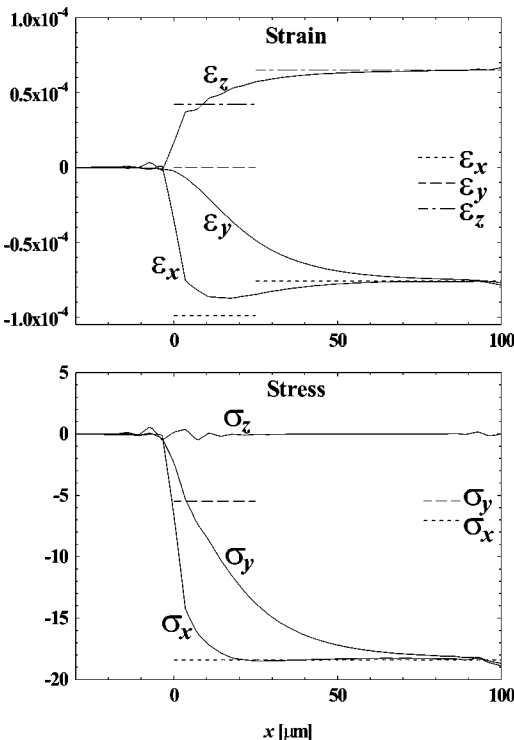 1.0x10⁻⁴
Strain
εz
0.5x10⁻⁴
0
εx
εy
εz
εy
-0.5x10⁻⁴
εx
-1.0x10⁻⁴
0 50 100
5
Stress
σz
0
-5
σy
σx
σy
-10
-15
σx
-20
0 50 100
x [μm]